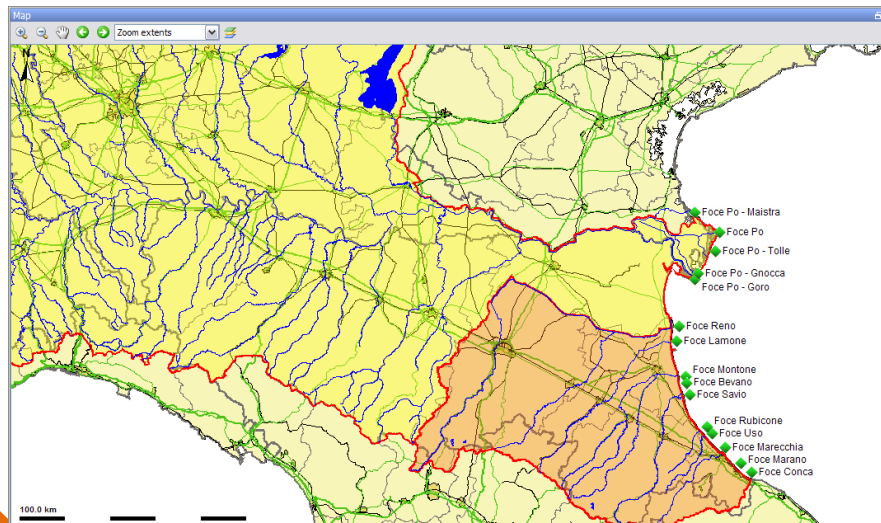 Map
Zoom extents
N
Foce Po - Maistra
Foce Po
Foce Po - Tolle
Foce Po - Gnocca
Foce Po - Goro
Foce Reno
Foce Lamone
Foce Montone
Foce Bevano
Foce Savio
Foce Rubicone
Foce Uso
Foce Marecchia
Foce Marano
Foce Conca
100.0 km